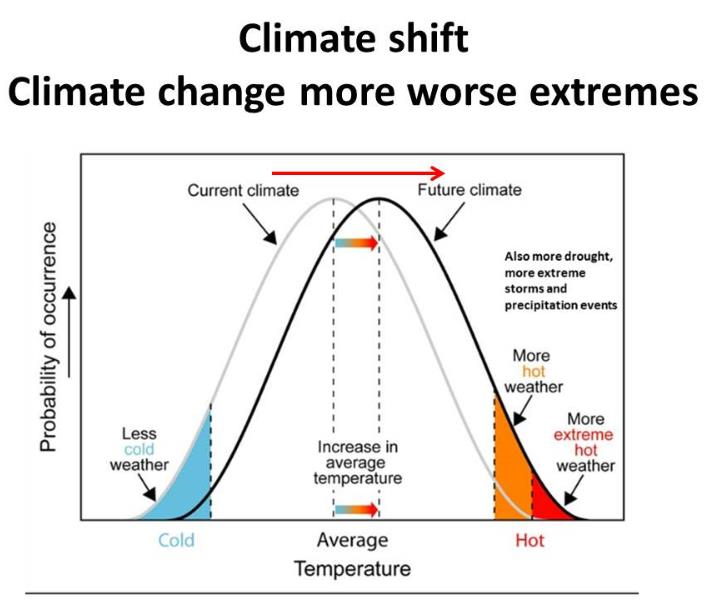 Climate shift
Climate change more worse extremes
Current climate
Future climate
Also more drought,
more extreme
storms and
precipitation events
Probability of occurrence
More
hot
weather
More
extreme
hot
weather
Less
cold
weather
Increase in
average
temperature
Cold
Average
Hot
Temperature